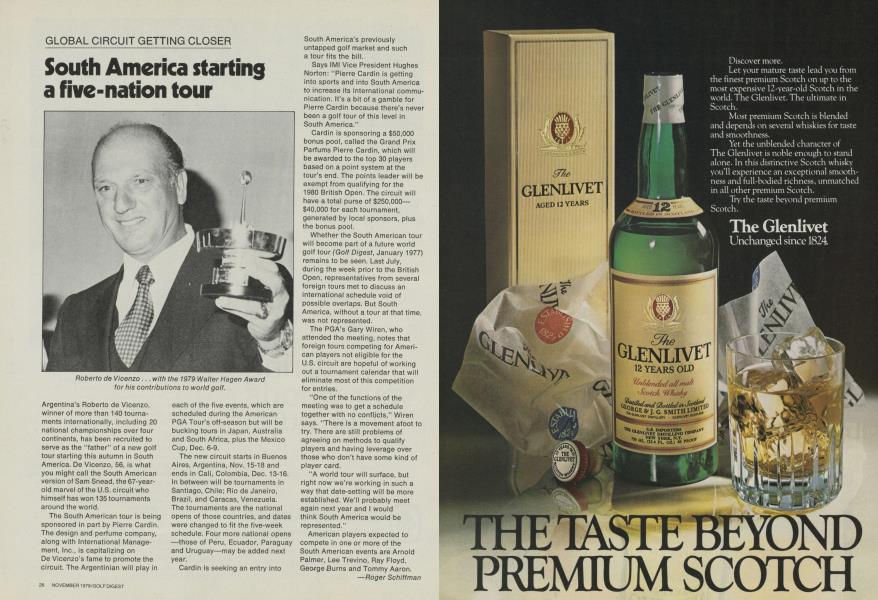 GLOBAL CIRCUIT GETTING CLOSER
South America starting
a five-nation tour
Roberto de Vicenzo . . . with the 1979 Walter Hagen Award
for his contributions to world golf.
Argentina's Roberto de Vicenzo,
winner of more than 140 tourna-
ments internationally, including 20
national championships over four
continents, has been recruited to
serve as the "father" of a new golf
tour starting this autumn in South
America. De Vicenzo, 56, is what
you might call the South American
version of Sam Snead, the 67-year-
old marvel of the U.S. circuit who
himself has won 135 tournaments
around the world.
The South American tour is being
sponsored in part by Pierre Cardin.
The design and perfume company,
along with International Manage-
ment, Inc., is capitalizing on
De Vicenzo's fame to promote the
circuit. The Argentinian will play in
each of the five events, which are
scheduled during the American
PGA Tour's off-season but will be
bucking tours in Japan, Australia
and South Africa, plus the Mexico
Cup, Dec. 6-9.
The new circuit starts in Buenos
Aires, Argentina, Nov. 15-18 and
ends in Cali, Colombia, Dec. 13-16.
In between will be tournaments in
Santiago, Chile; Rio de Janeiro,
Brazil, and Caracas, Venezuela.
The tournaments are the national
opens of those countries, and dates
were changed to fit the five-week
schedule. Four more national opens
—those of Peru, Ecuador, Paraguay
and Uruguay—may be added next
year.
Cardin is seeking an entry into
South America's previously
untapped golf market and such
a tour fits the bill.
Says IMI Vice President Hughes
Norton: "Pierre Cardin is getting
into sports and into South America
to increase its international commu-
nication. It's a bit of a gamble for
Pierre Cardin because there's never
been a golf tour of this level in
South America."
Cardin is sponsoring a $50,000
bonus pool, called the Grand Prix
Parfums Pierre Cardin, which will
be awarded to the top 30 players
based on a point system at the
tour's end. The points leader will be
exempt from qualifying for the
1980 British Open. The circuit will
have a total purse of $250,000—
$40,000 for each tournament,
generated by local sponsors, plus
the bonus pool.
Whether the South American tour
will become part of a future world
golf tour (Golf Digest, January 1977)
remains to be seen. Last July,
during the week prior to the British
Open, representatives from several
foreign tours met to discuss an
international schedule void of
possible overlaps. But South
America, without a tour at that time,
was not represented.
The PGA's Gary Wiren, who
attended the meeting, notes that
foreign tours competing for Ameri-
can players not eligible for the
U.S. circuit are hopeful of working
out a tournament calendar that will
eliminate most of this competition
for entries.
"One of the functions of the
meeting was to get a schedule
together with no conflicts," Wiren
says. "There is a movement afoot to
try. There are still problems of
agreeing on methods to qualify
players and having leverage over
those who don't have some kind of
player card.
"A world tour will surface, but
right now we're working in such a
way that date-setting will be more
established. We'll probably meet
again next year and I would
think South America would be
represented."
American players expected to
compete in one or more of the
South American events are Arnold
Palmer, Lee Trevino, Ray Floyd,
George Burns and Tommy Aaron.
—Roger Schiffman
26 NOVEMBER 1979/GOLF DIGEST
Discover more.
Let your mature taste lead you from
the finest premium Scotch on up to the
most expensive 12-year-old Scotch in the
world. The Glenlivet. The ultimate in
Scotch.
Most premium Scotch is blended
and depends on several whiskies for taste
and smoothness.
Yet the unblended character of
The Glenlivet is noble enough to stand
alone. In this distinctive Scotch whisky
you'll experience an exceptional smooth-
ness and full-bodied richness, unmatched
in all other premium Scotch.
Try the taste beyond premium
Scotch.
The Glenlivet
Unchanged since 1824.
The
GLENLIVET
AGED 12 YEARS
AGED 12 YEARS
BOTTLED IN SCOTLAND
The
GLENLIVET
12 YEARS OLD
Unblended all malt
Scotch Whisky
Distilled and Bottled in Scotland
GEORGE & J. G. SMITH LIMITED
U.S. IMPORTERS
THE GLENLIVET DISTILLING COMPANY
NEW YORK, N.Y.
THE TASTE BEYOND
PREMIUM SCOTCH